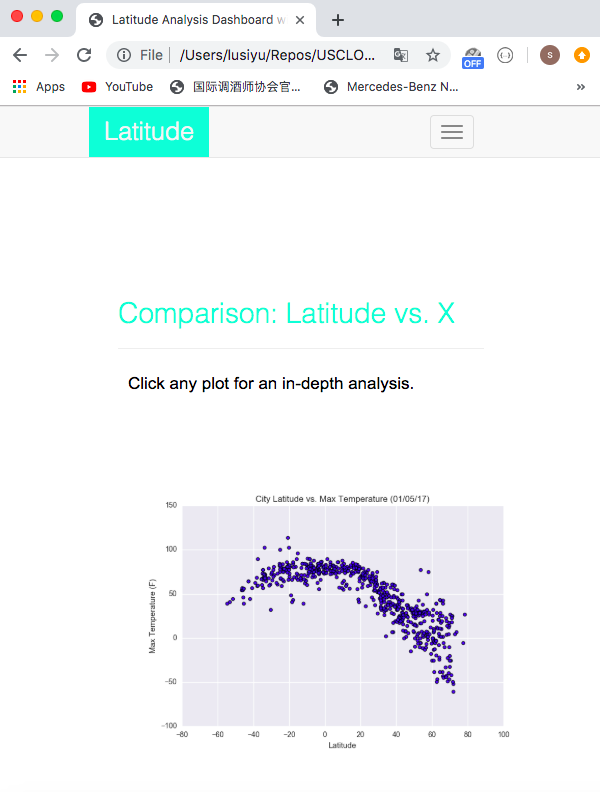 Latitude Analysis Dashboard w
File
/Users/lusiyu/Repos/USCLO...
OFF
s
Apps
YouTube
国际调酒师协会官...
Mercedes-Benz N...
»
Latitude
Comparison: Latitude vs. X
Click any plot for an in-depth analysis.
City Latitude vs. Max Temperature (01/05/17)
150
100
50
0
−50
−100
Max Temperature (F)
−80 −60 −40 −20 0 20 40 60 80 100
Latitude